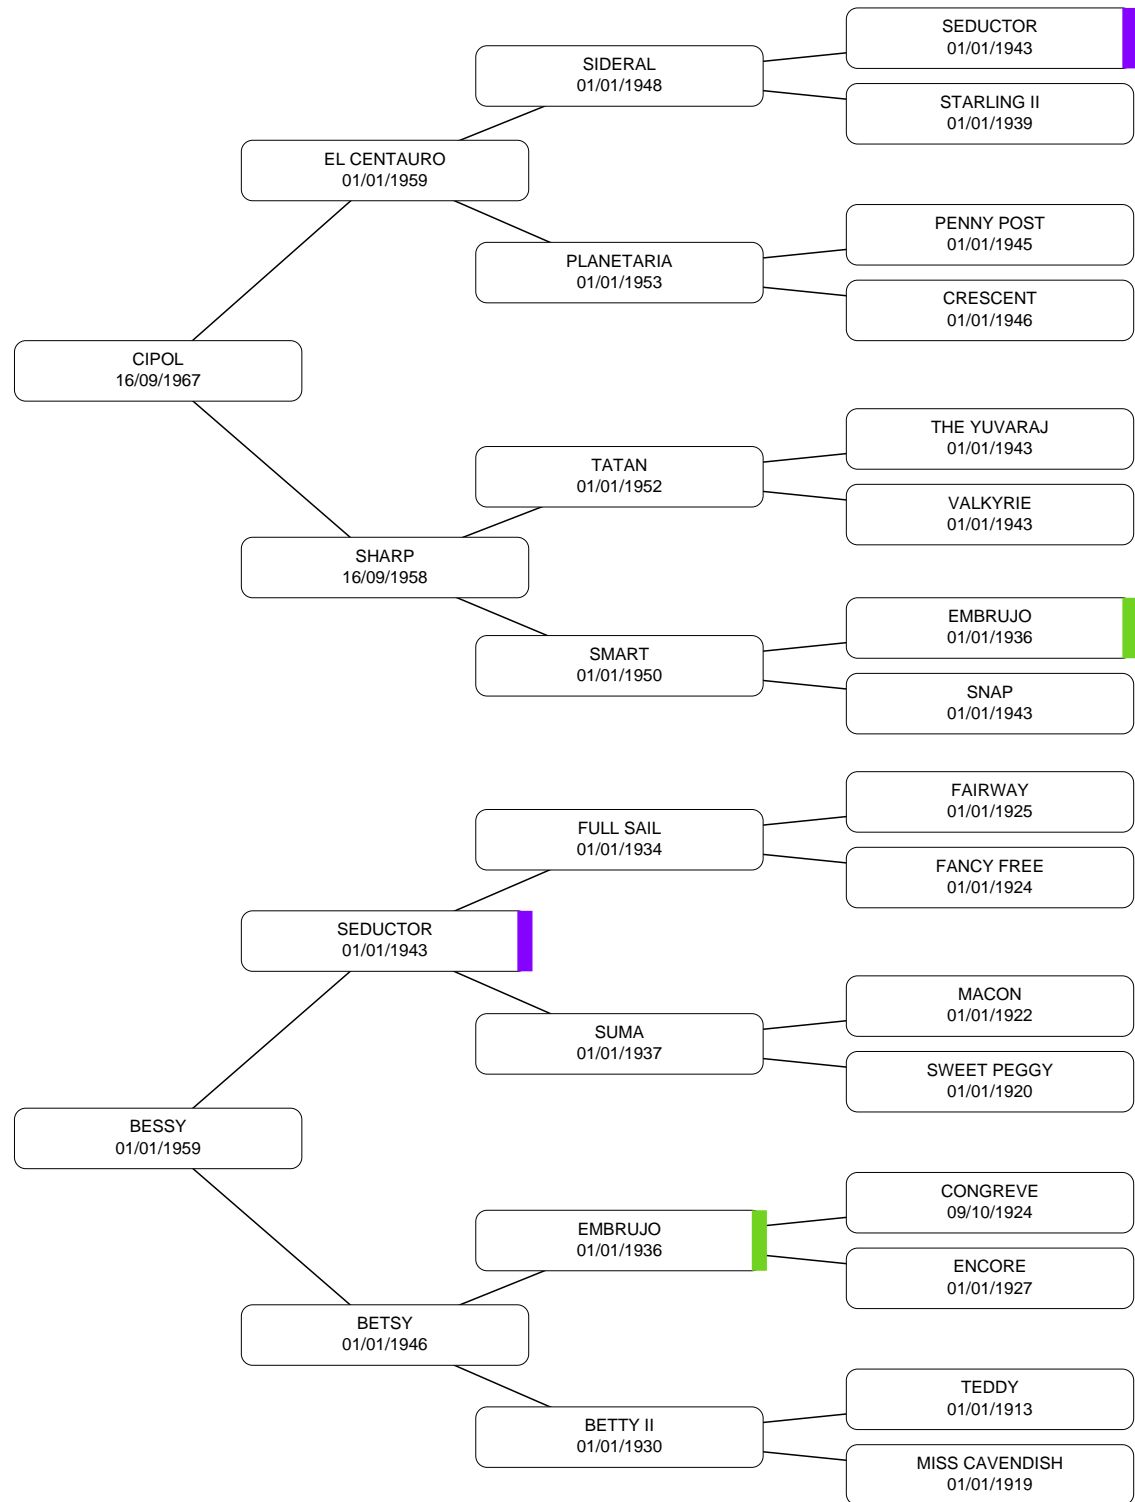 SEDUCTOR
01/01/1943
SIDERAL
01/01/1948
STARLING II
01/01/1939
EL CENTAURO
01/01/1959
PENNY POST
01/01/1945
PLANETARIA
01/01/1953
CRESCENT
01/01/1946
CIPOL
16/09/1967
THE YUVARAJ
01/01/1943
TATAN
01/01/1952
VALKYRIE
01/01/1943
SHARP
16/09/1958
EMBRUJO
01/01/1936
SMART
01/01/1950
SNAP
01/01/1943
FAIRWAY
01/01/1925
FULL SAIL
01/01/1934
FANCY FREE
01/01/1924
SEDUCTOR
01/01/1943
MACON
01/01/1922
SUMA
01/01/1937
SWEET PEGGY
01/01/1920
BESSY
01/01/1959
CONGREVE
09/10/1924
EMBRUJO
01/01/1936
ENCORE
01/01/1927
BETSY
01/01/1946
TEDDY
01/01/1913
BETTY II
01/01/1930
MISS CAVENDISH
01/01/1919